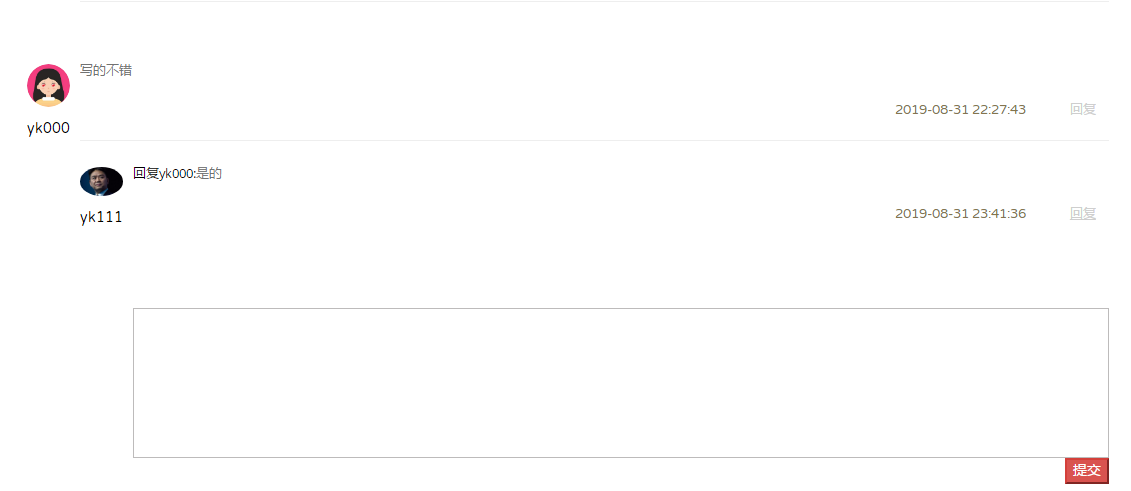 写的不错
2019-08-31 22:27:43 回复
yk000
回复yk000:是的
2019-08-31 23:41:36 回复
yk111
提交